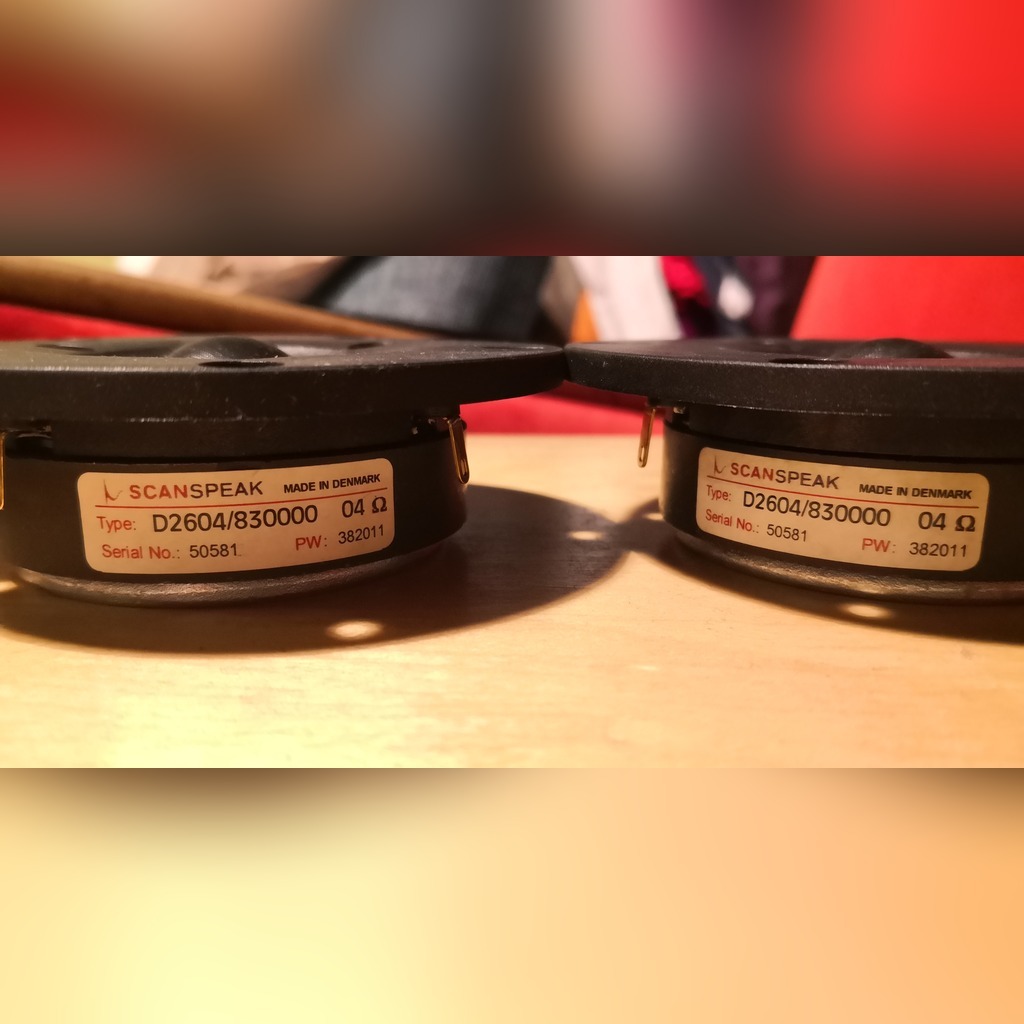 SCANSPEAK MADE IN DENMARK
Type: D2604/830000 04 Ω
Serial No.: 50581 PW: 382011
SCANSPEAK MADE IN DENMARK
Type: D2604/830000 04 Ω
Serial No.: 50581 PW: 382011